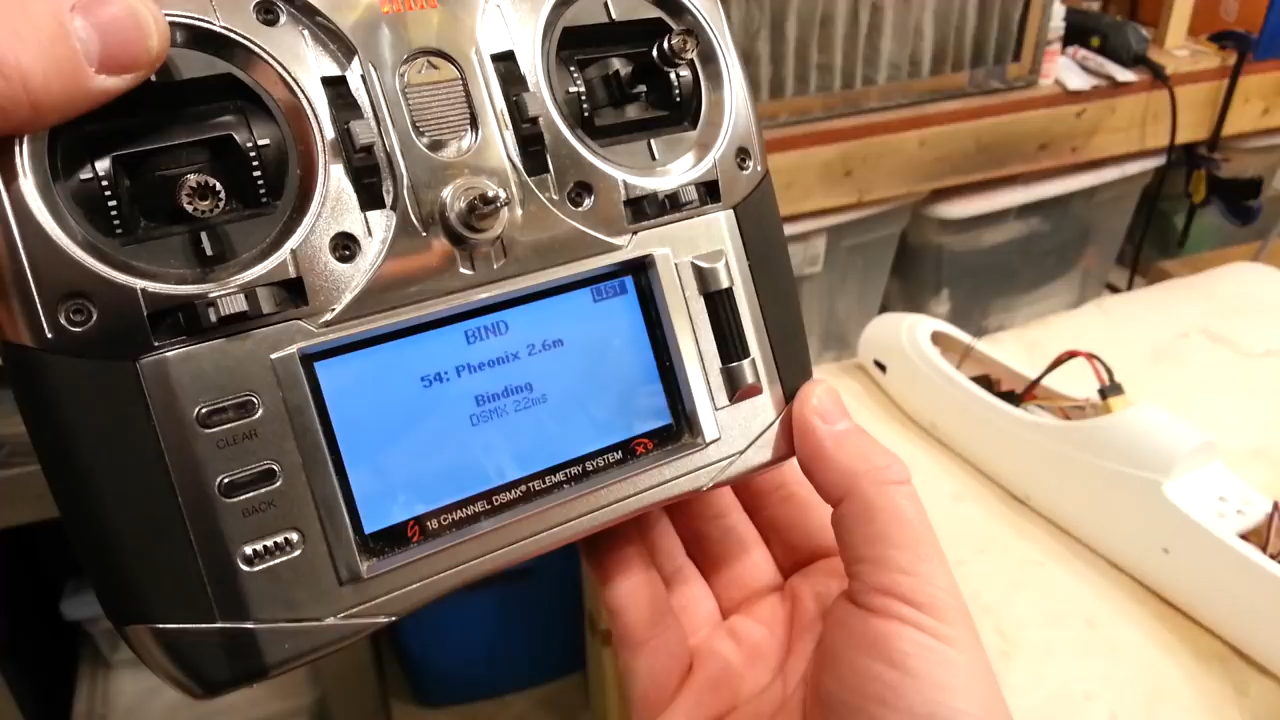 LIST
BIND
54: Pheonix 2.6m
Binding
DSMX 22ms
18 CHANNEL DSMX® TELEMETRY SYSTEM
CLEAR
BACK